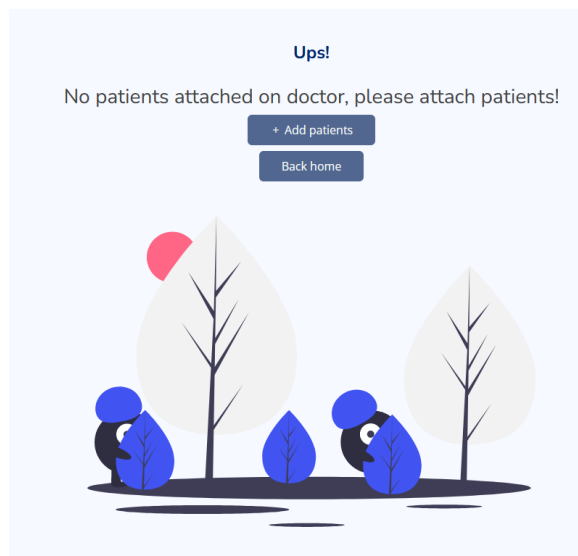 Ups!
No patients attached on doctor, please attach patients!
+ Add patients
Back home